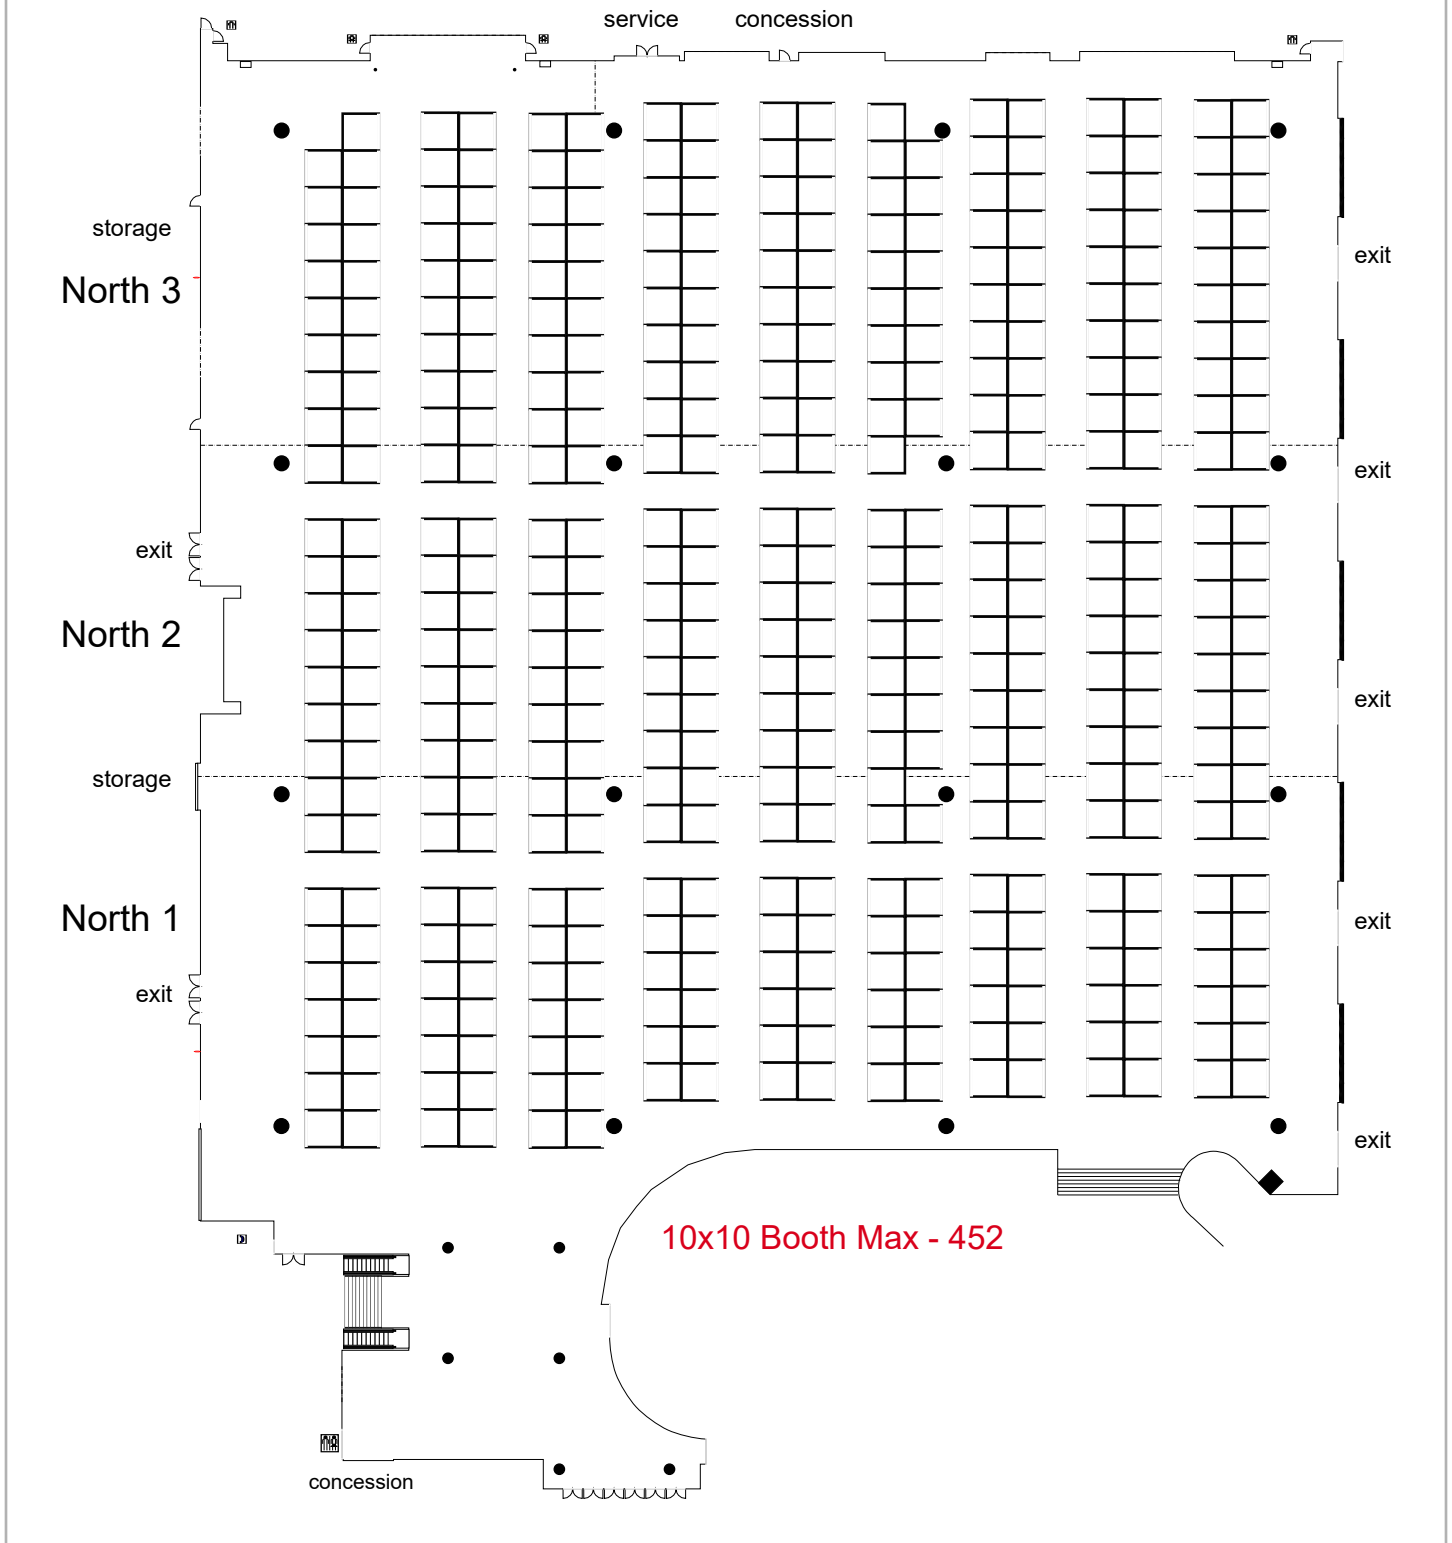 service
concession
storage
exit
North 3
exit
exit
North 2
exit
storage
North 1
exit
exit
exit
10x10 Booth Max - 452
concession